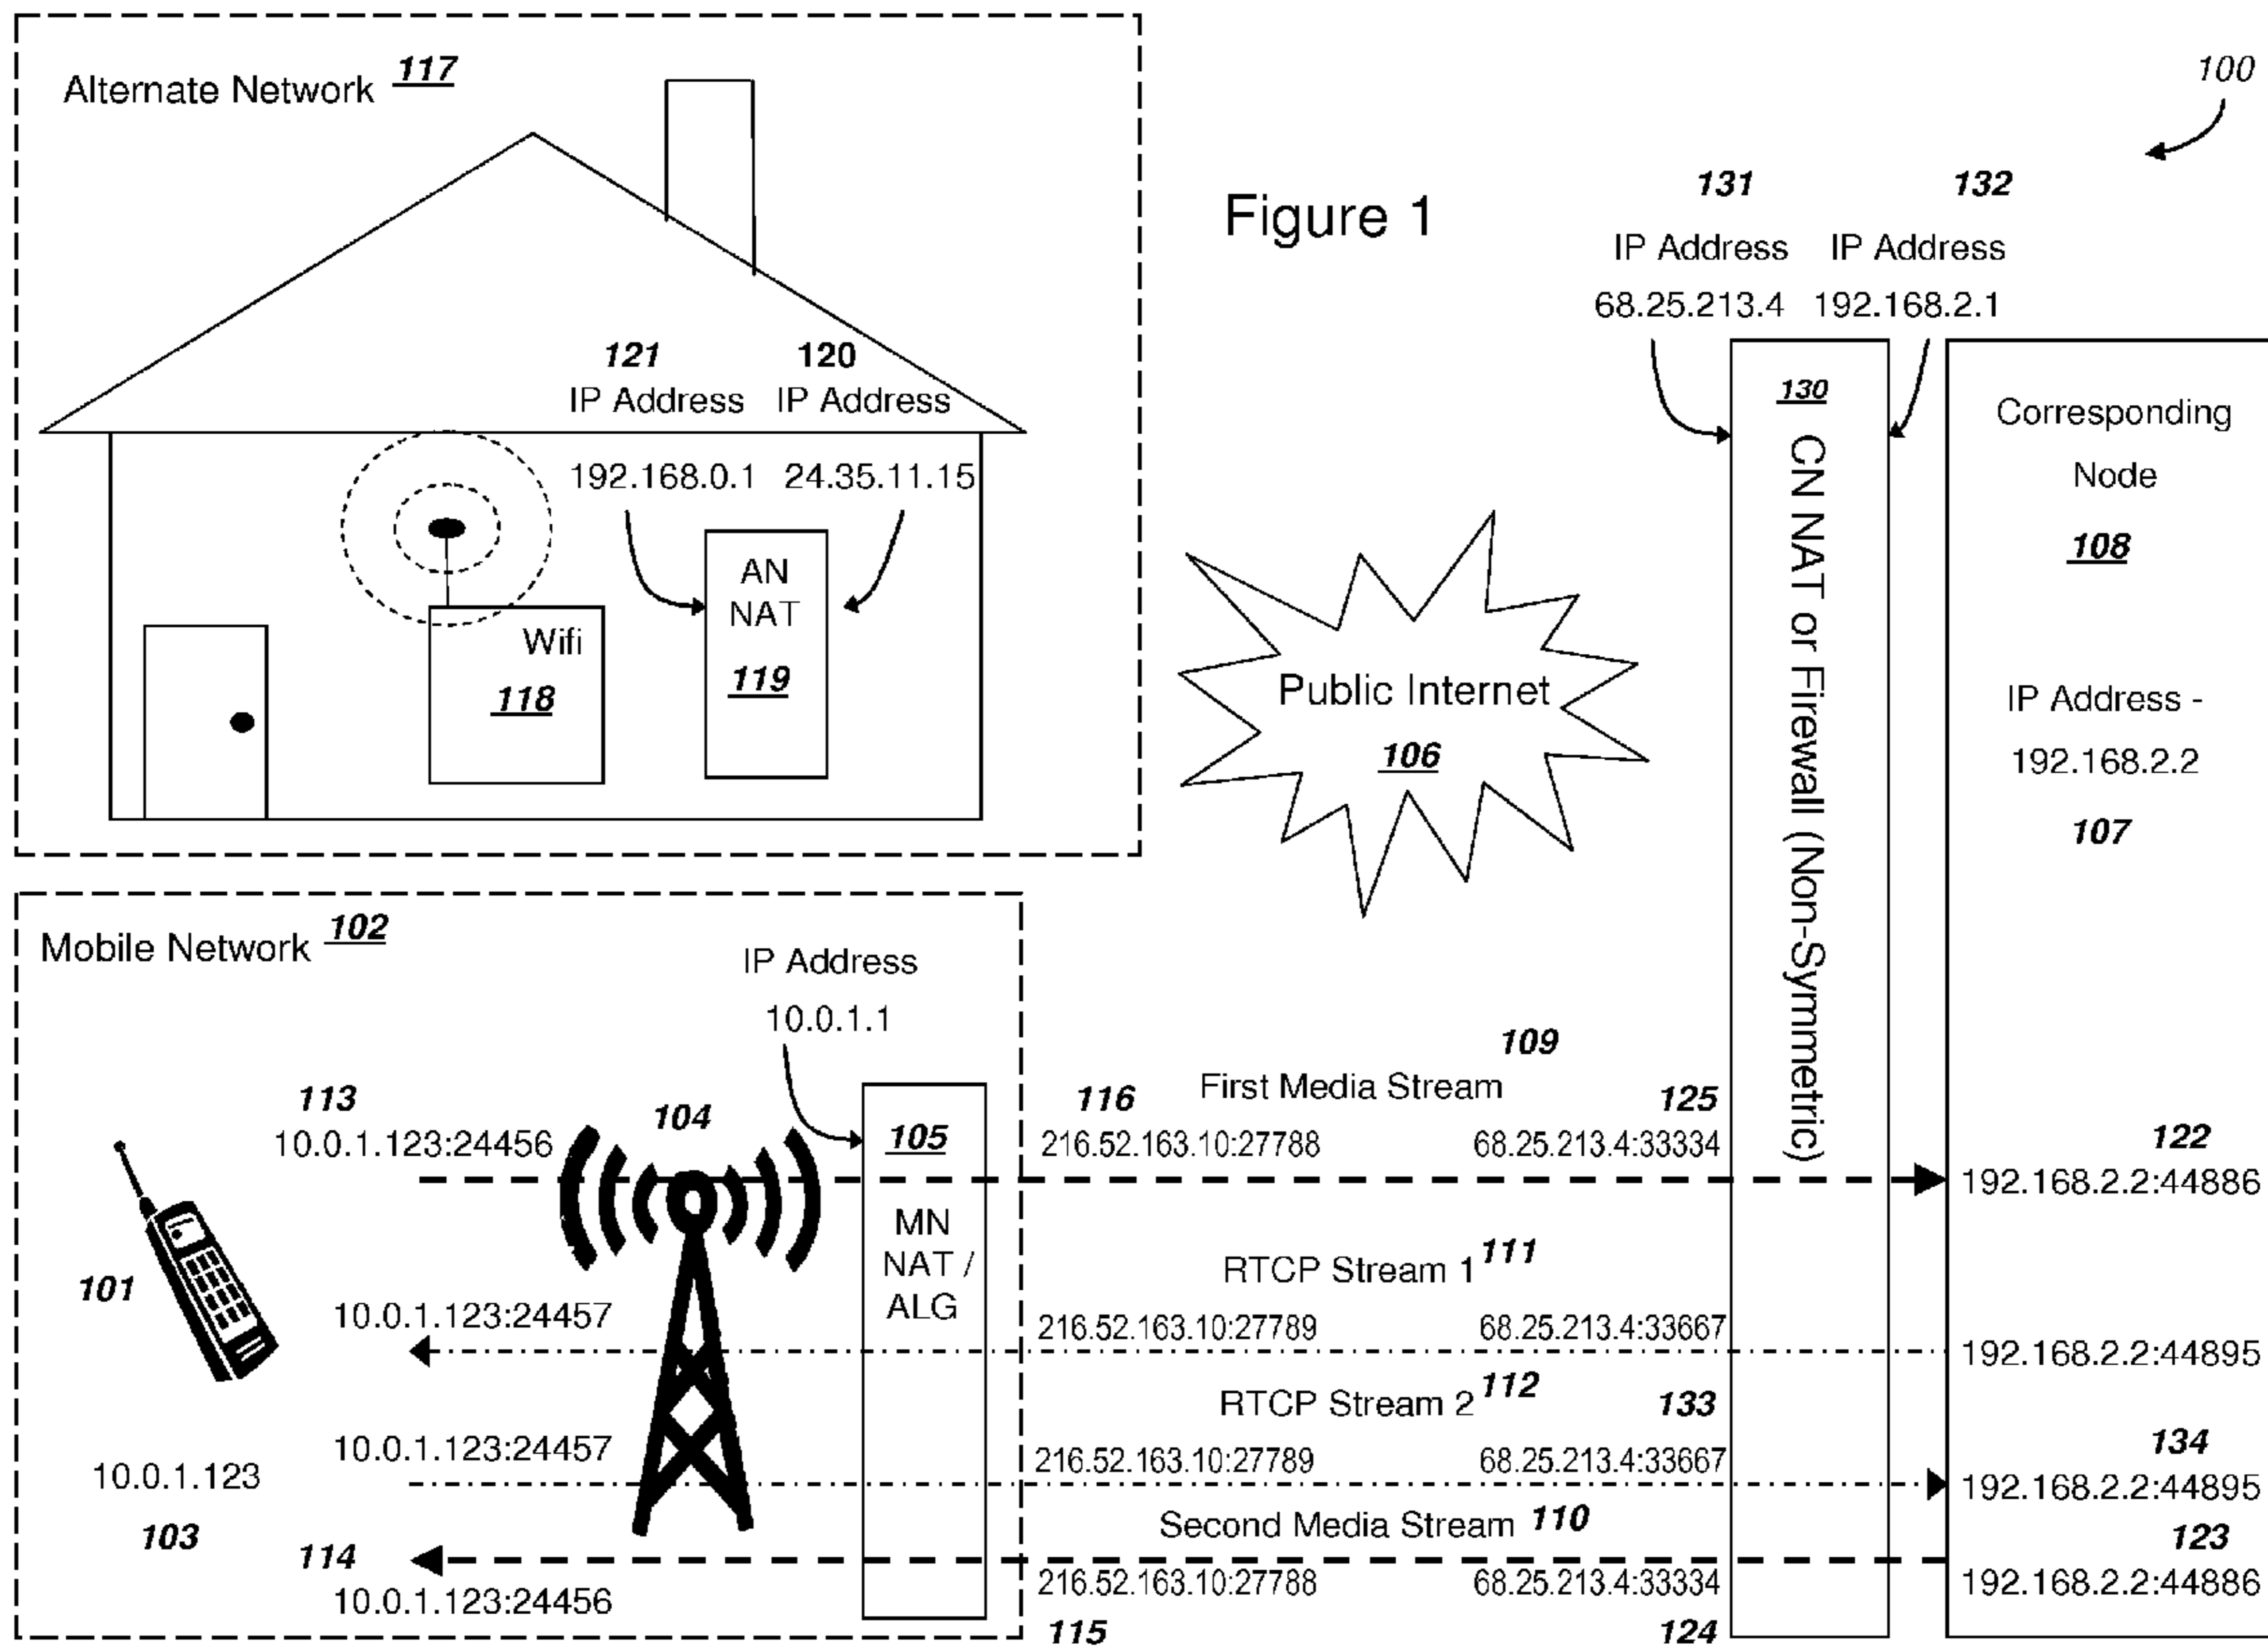 Alternate Network 117
100
Figure 1
131
132
IP Address
IP Address
68.25.213.4
192.168.2.1
121
120
IP Address
IP Address
192.168.0.1
24.35.11.15
AN
NAT
119
Wifi
118
Public Internet
106
130
CN NAT or Firewall (Non-Symmetric)
Corresponding
Node
108
IP Address -
192.168.2.2
107
Mobile Network 102
IP Address
10.0.1.1
113
10.0.1.123:24456
104
105
MN
NAT /
ALG
109
First Media Stream
116
125
216.52.163.10:27788
68.25.213.4:33334
122
192.168.2.2:44886
101
RTCP Stream 1 111
10.0.1.123:24457
216.52.163.10:27789
68.25.213.4:33667
192.168.2.2:44895
RTCP Stream 2 112
133
10.0.1.123:24457
216.52.163.10:27789
68.25.213.4:33667
134
192.168.2.2:44895
10.0.1.123
103
Second Media Stream 110
123
114
10.0.1.123:24456
216.52.163.10:27788
68.25.213.4:33334
192.168.2.2:44886
115
124